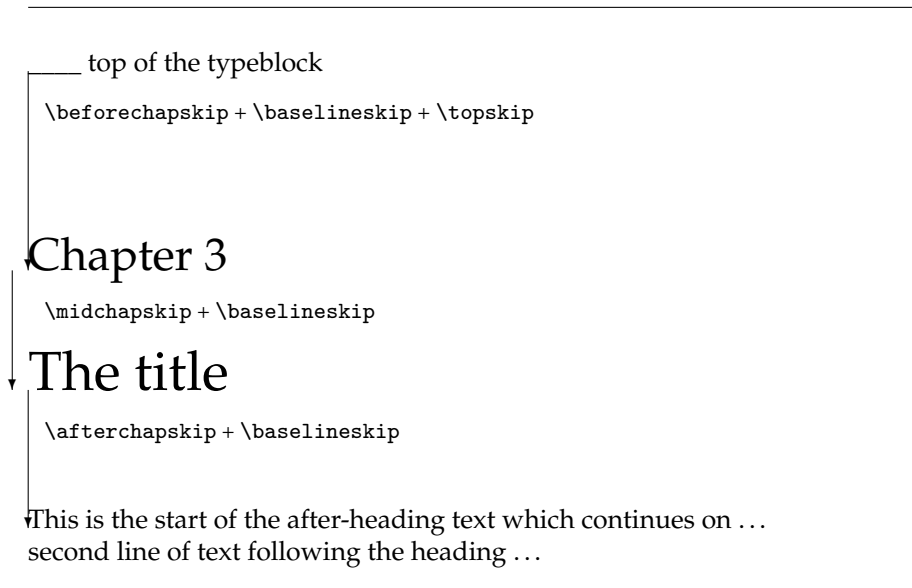 ____ top of the typeblock
\beforechapskip + \baselineskip + \topskip
Chapter 3
\midchapskip + \baselineskip
The title
\afterchapskip + \baselineskip
This is the start of the after-heading text which continues on ...
second line of text following the heading ...